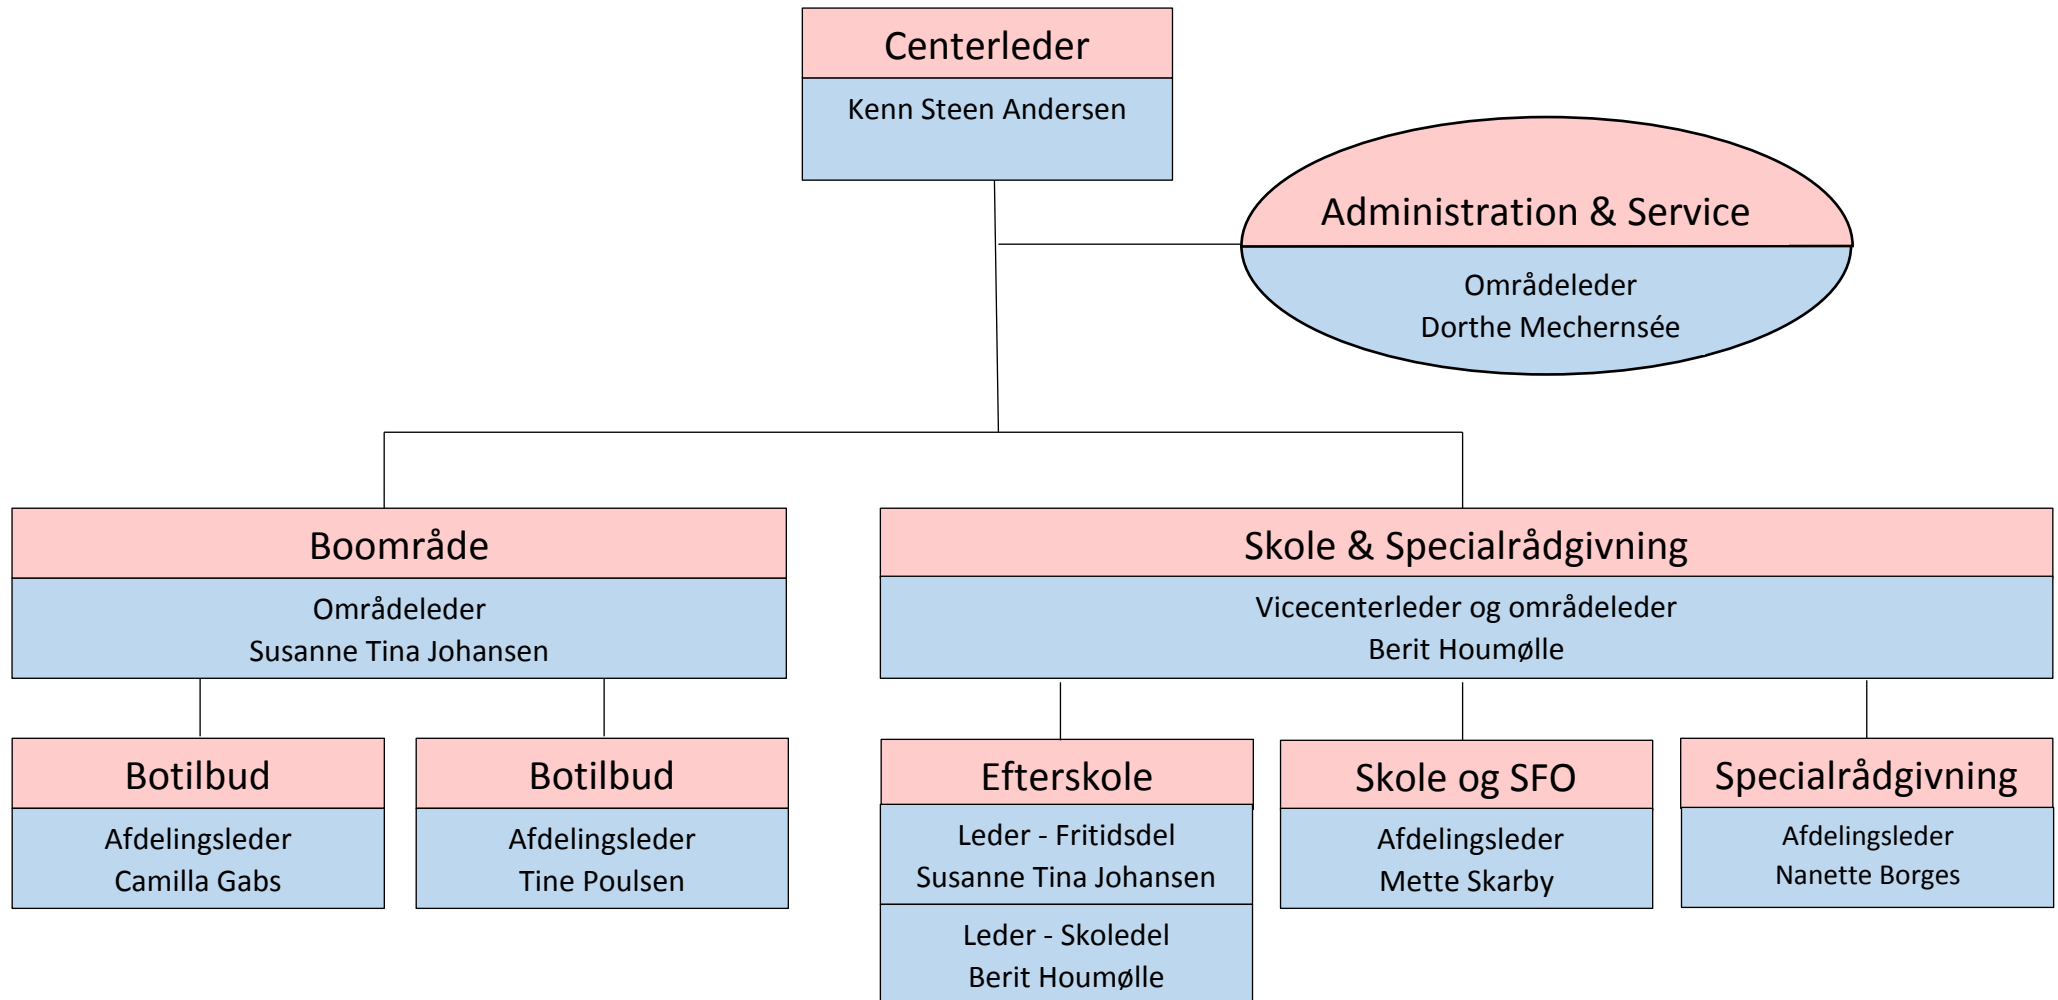 Centerleder
Kenn Steen Andersen
Administration & Service
Områdeleder
Dorthe Mechernsée
Boområde
Områdeleder
Susanne Tina Johansen
Skole & Specialrådgivning
Vicecenterleder og områdeleder
Berit Houmølle
Botilbud
Afdelingsleder
Camilla Gabs
Botilbud
Afdelingsleder
Tine Poulsen
Efterskole
Leder - Fritidsdel
Susanne Tina Johansen
Leder - Skoledel
Berit Houmølle
Skole og SFO
Afdelingsleder
Mette Skarby
Specialrådgivning
Afdelingsleder
Nanette Borges